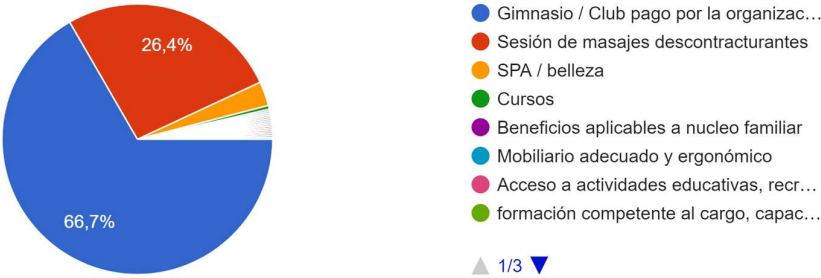 26,4%
66,7%
Gimnasio / Club pago por la organizac…
Sesión de masajes descontracturantes
SPA / belleza
Cursos
Beneficios aplicables a nucleo familiar
Mobiliario adecuado y ergonómico
Acceso a actividades educativas, recr…
formación competente al cargo, capac…
1/3